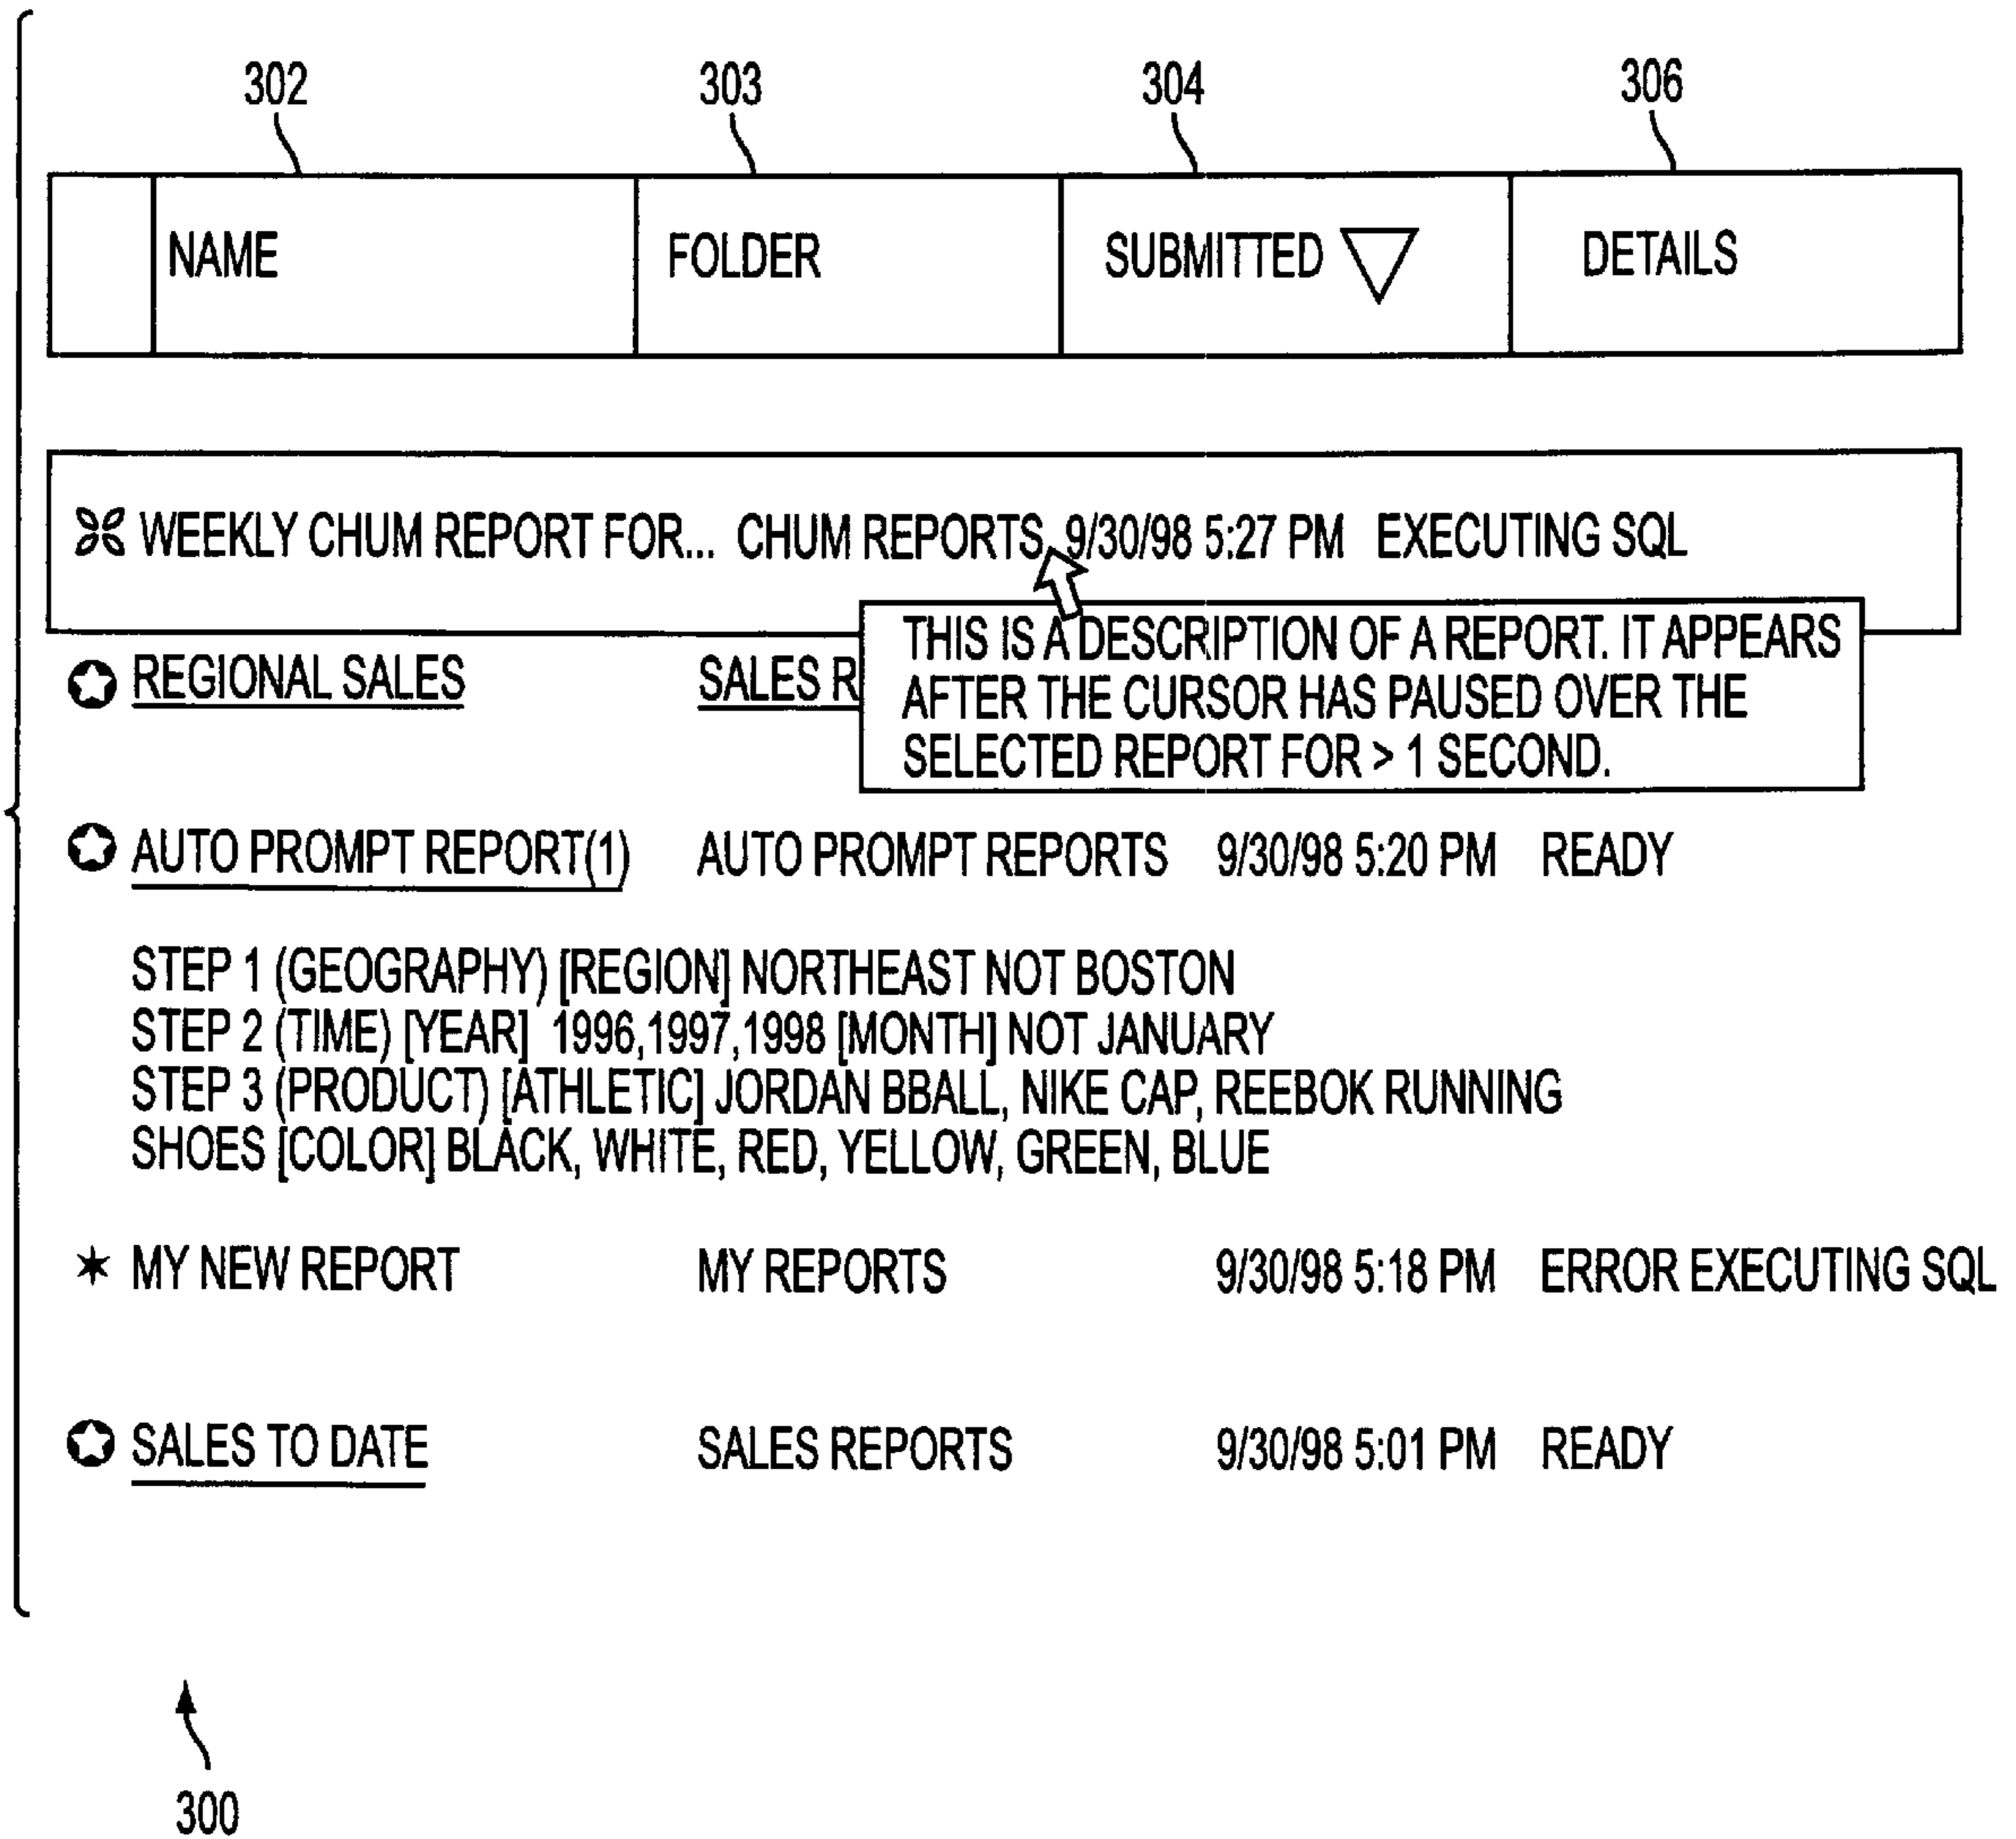 302 303 304 306
NAME FOLDER SUBMITTED DETAILS
WEEKLY CHUM REPORT FOR... CHUM REPORTS 9/30/98 5:27 PM EXECUTING SQL
THIS IS A DESCRIPTION OF A REPORT. IT APPEARS
AFTER THE CURSOR HAS PAUSED OVER THE
SELECTED REPORT FOR > 1 SECOND.
REGIONAL SALES SALES R
AUTO PROMPT REPORT(1) AUTO PROMPT REPORTS 9/30/98 5:20 PM READY
STEP 1 (GEOGRAPHY) [REGION] NORTHEAST NOT BOSTON
STEP 2 (TIME) [YEAR] 1996,1997,1998 [MONTH] NOT JANUARY
STEP 3 (PRODUCT) [ATHLETIC] JORDAN BBALL, NIKE CAP, REEBOK RUNNING
SHOES [COLOR] BLACK, WHITE, RED, YELLOW, GREEN, BLUE
MY NEW REPORT MY REPORTS 9/30/98 5:18 PM ERROR EXECUTING SQL
SALES TO DATE SALES REPORTS 9/30/98 5:01 PM READY
300